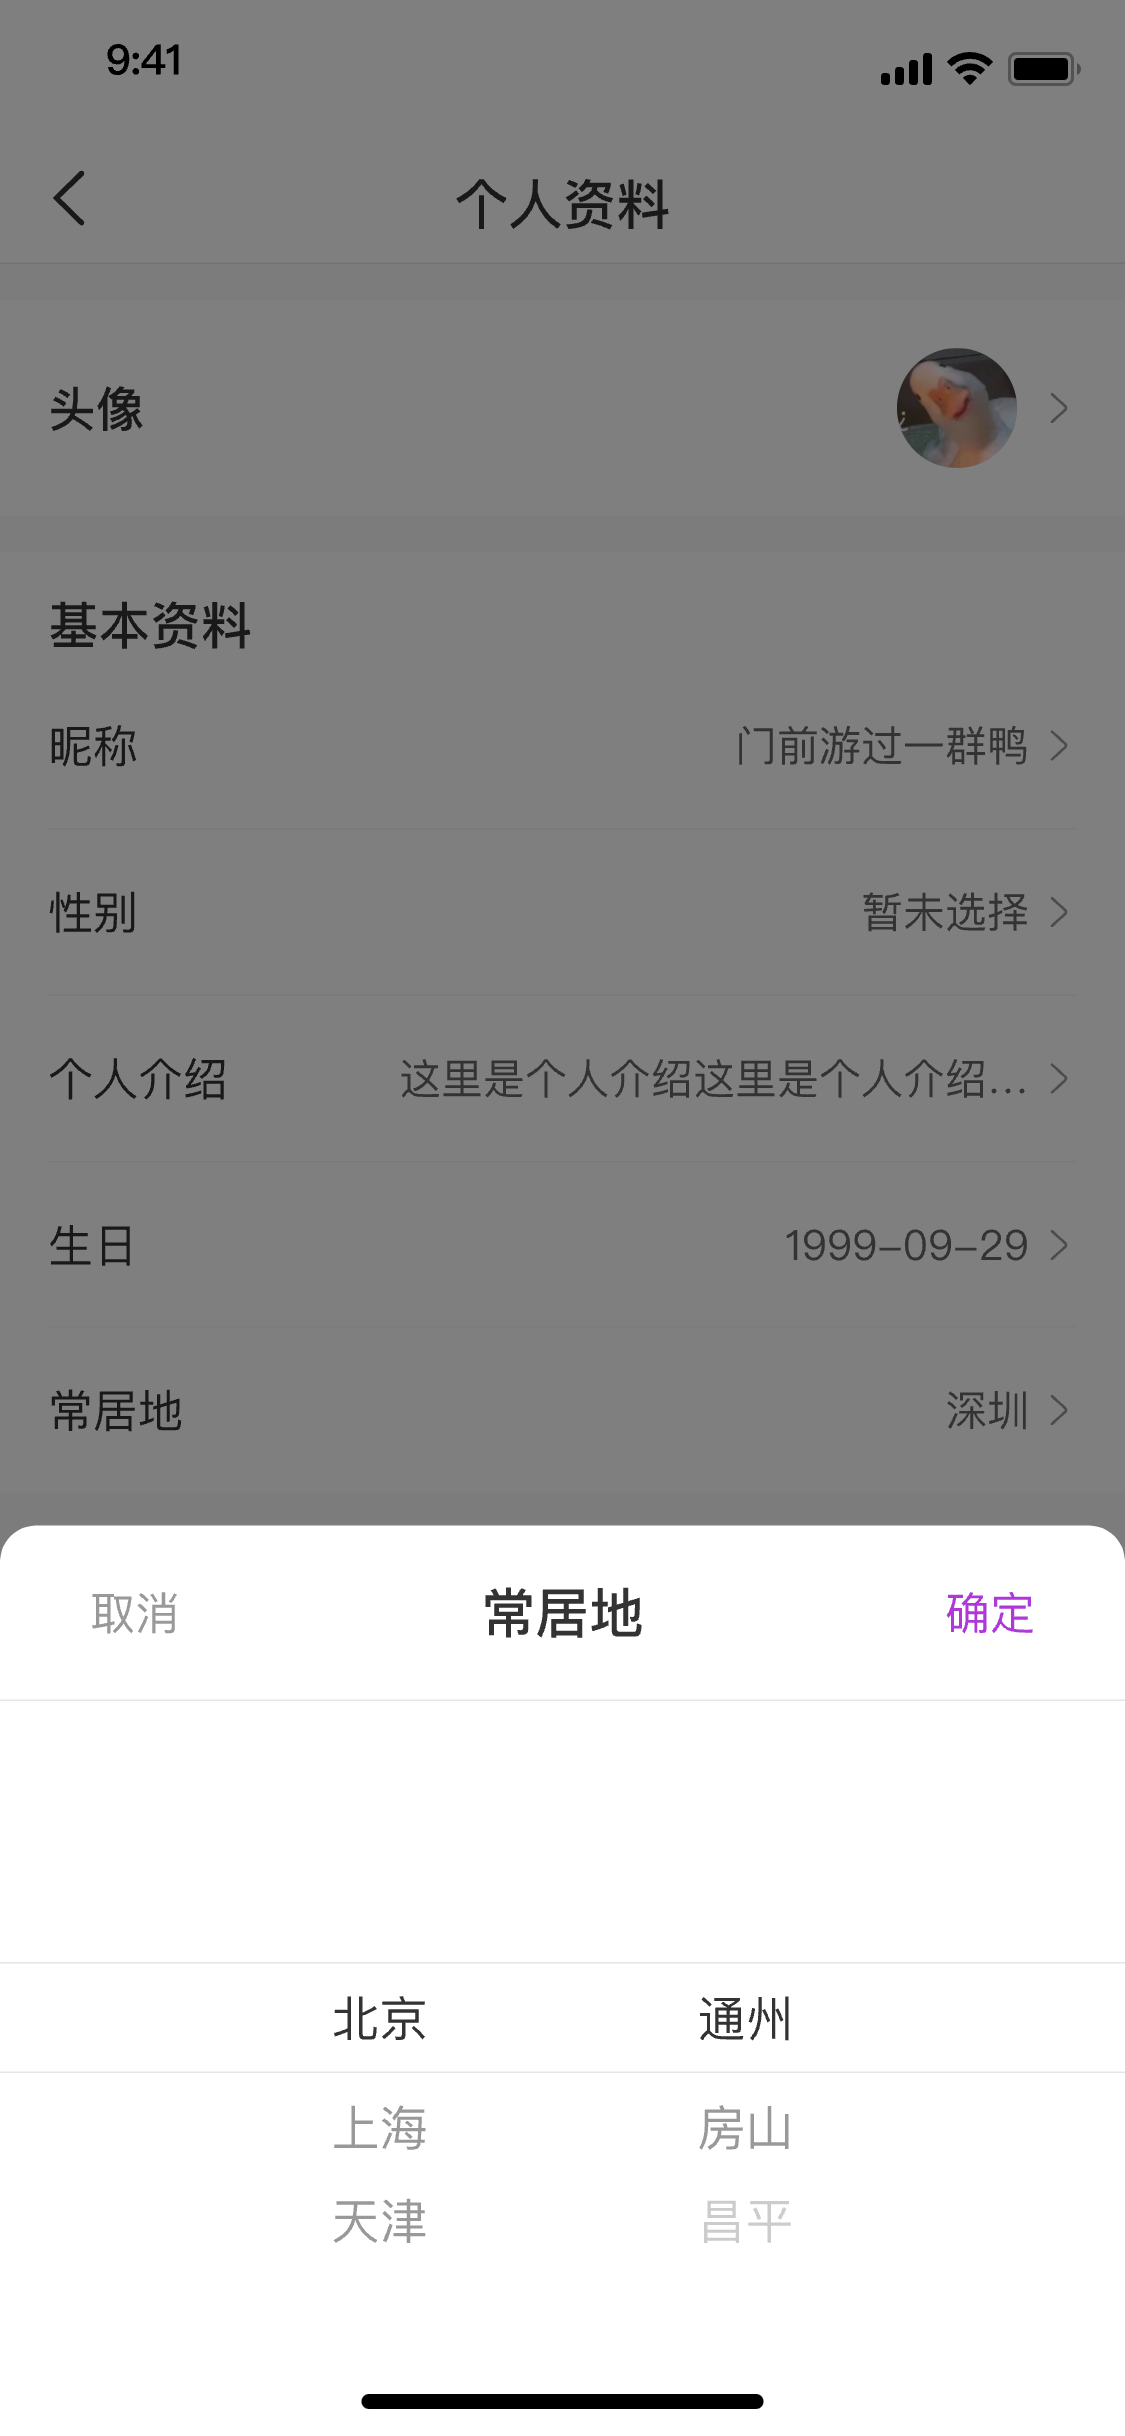 9:41
个人资料
头像
基本资料
昵称 门前游过一群鸭
性别 暂未选择
个人介绍 这里是个人介绍这里是个人介绍...
生日 1999-09-29
常居地 深圳
取消 常居地 确定
北京 通州
上海 房山
天津 昌平